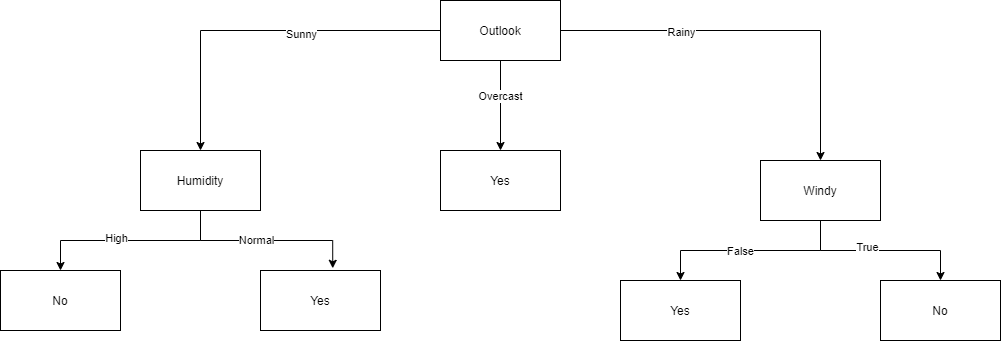 Outlook
Sunny
Rainy
Overcast
Humidity
Yes
Windy
High
Normal
False
True
No
Yes
Yes
No